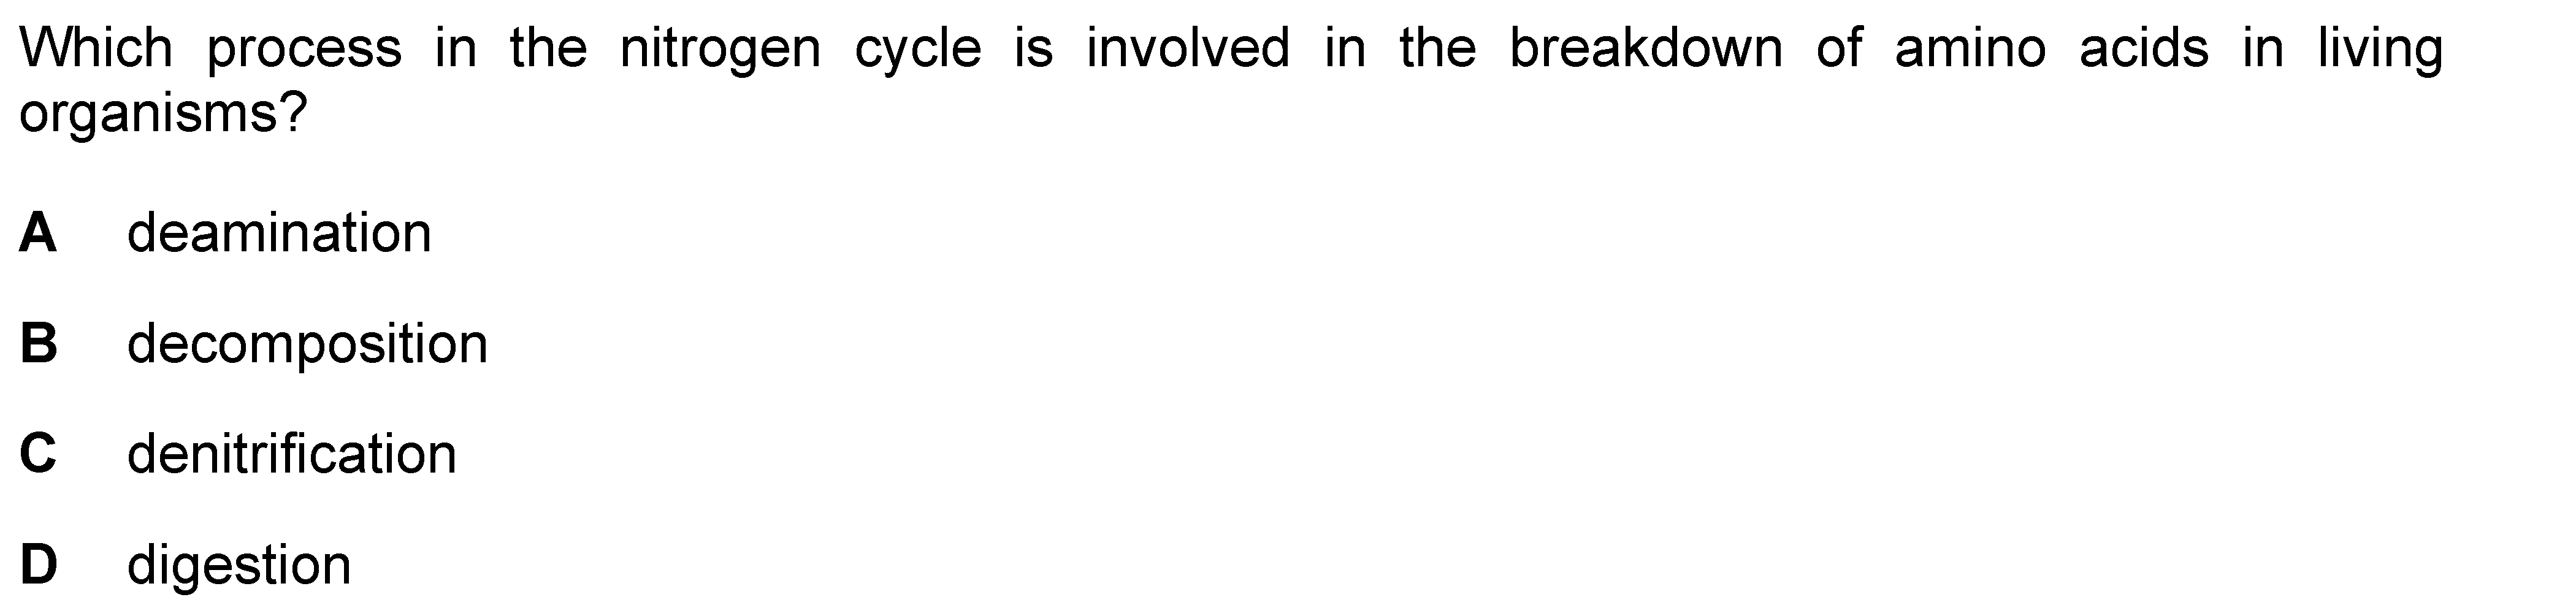 Which process in the nitrogen cycle is involved in the breakdown of amino acids in living
organisms?
A deamination
B decomposition
C denitrification
D digestion